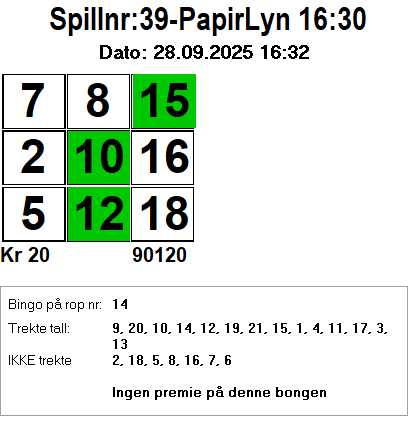 Spillnr:39-PapirLyn 16:30
Dato: 28.09.2025 16:32
7 8 15
2 10 16
5 12 18
Kr 20 90120
Bingo på rop nr: 14
Trekte tall: 9, 20, 10, 14, 12, 19, 21, 15, 1, 4, 11, 17, 3,
13
IKKE trekte 2, 18, 5, 8, 16, 7, 6
Ingen premie på denne bongen